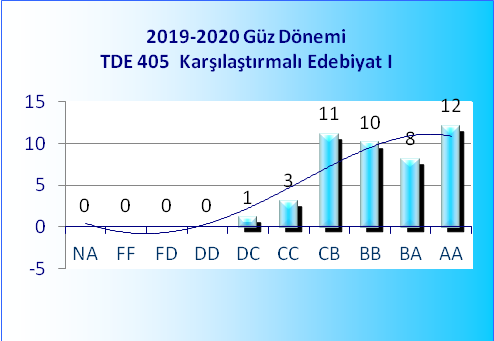 2019-2020 Güz Dönemi
TDE 405 Karşılaştırmalı Edebiyat I
15
10
5
0
-5
0 0 0 0 1 3 11 10 8 12
NA FF FD DD DC CC CB BB BA AA